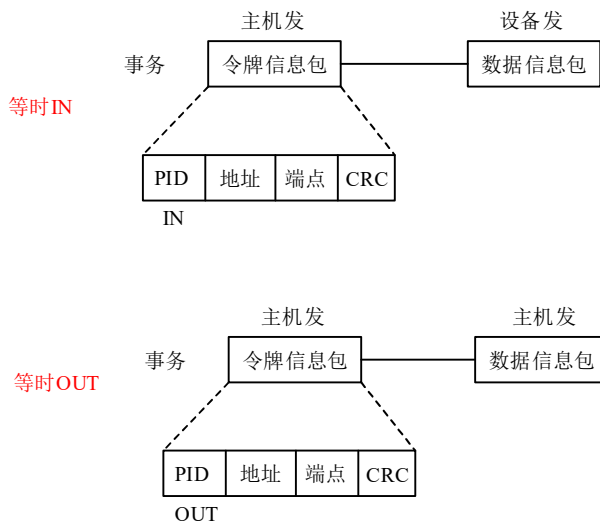 主机发 设备发
事务 令牌信息包 数据信息包
等时IN
PID 地址 端点 CRC
IN
主机发 主机发
事务 令牌信息包 数据信息包
等时OUT
PID 地址 端点 CRC
OUT